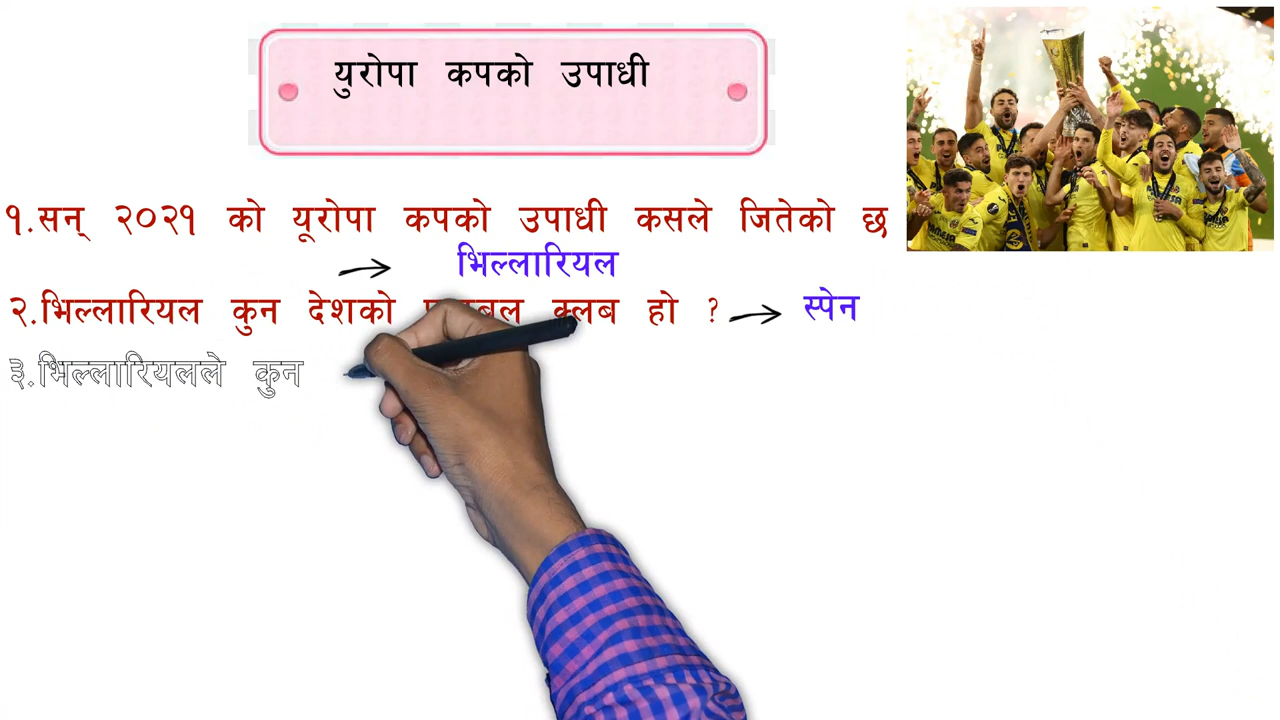 युरोपा कपको उपाधी
१.सन् २०२१ को यूरोपा कपको उपाधी कसले जितेको छ
भिल्लारियल
२.भिल्लारियल कुन देशको क्लब हो ? स्पेन
३.भिल्लारियलले कुन